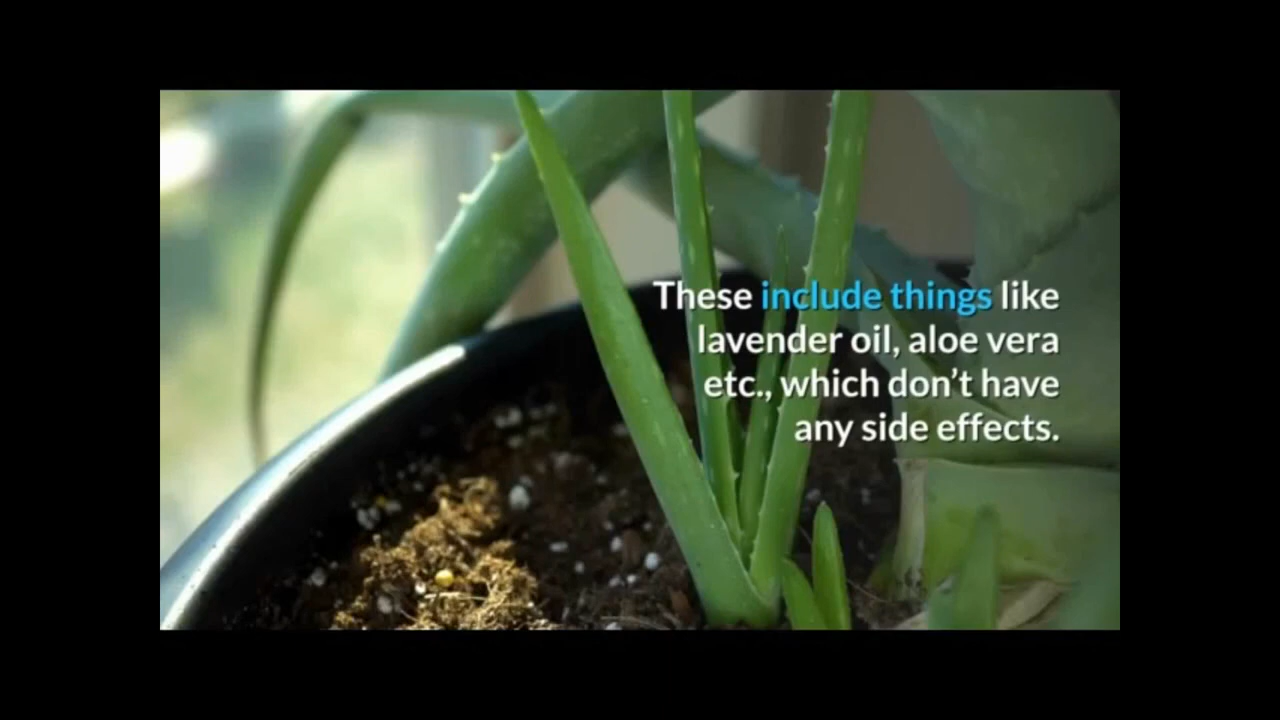 These include things like
lavender oil, aloe vera
etc., which don't have
any side effects.